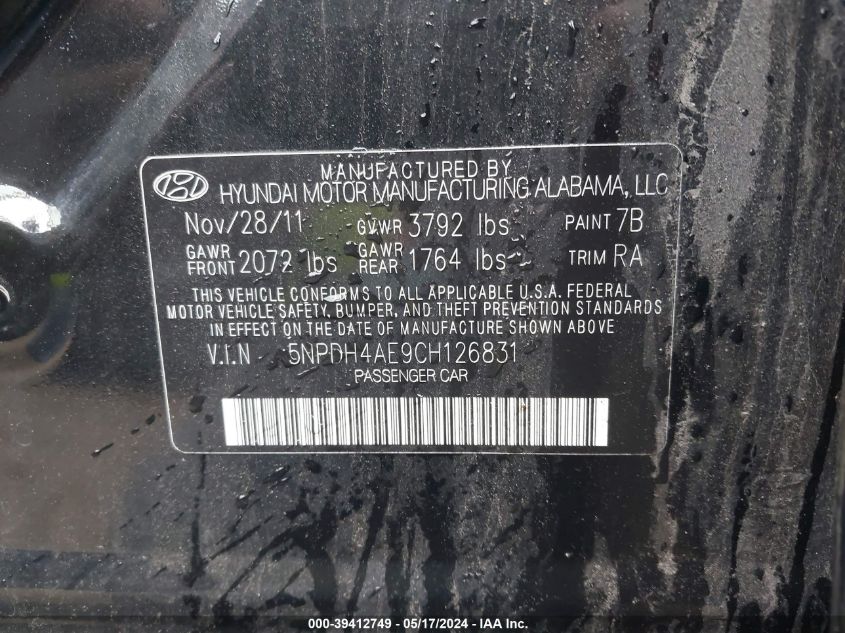 MANUFACTURED BY
HYUNDAI MOTOR MANUFACTURING ALABAMA, LLC
Nov/28/11 GVWR 3792 lbs PAINT 7B
GAWR FRONT 2072 lbs GAWR REAR 1764 lbs TRIM RA
THIS VEHICLE CONFORMS TO ALL APPLICABLE U.S.A. FEDERAL
MOTOR VEHICLE SAFETY, BUMPER, AND THEFT PREVENTION STANDARDS
IN EFFECT ON THE DATE OF MANUFACTURE SHOWN ABOVE
V.I.N 5NPDH4AE9CH126831
PASSENGER CAR
000-39412749 - 05/17/2024 - IAA Inc.